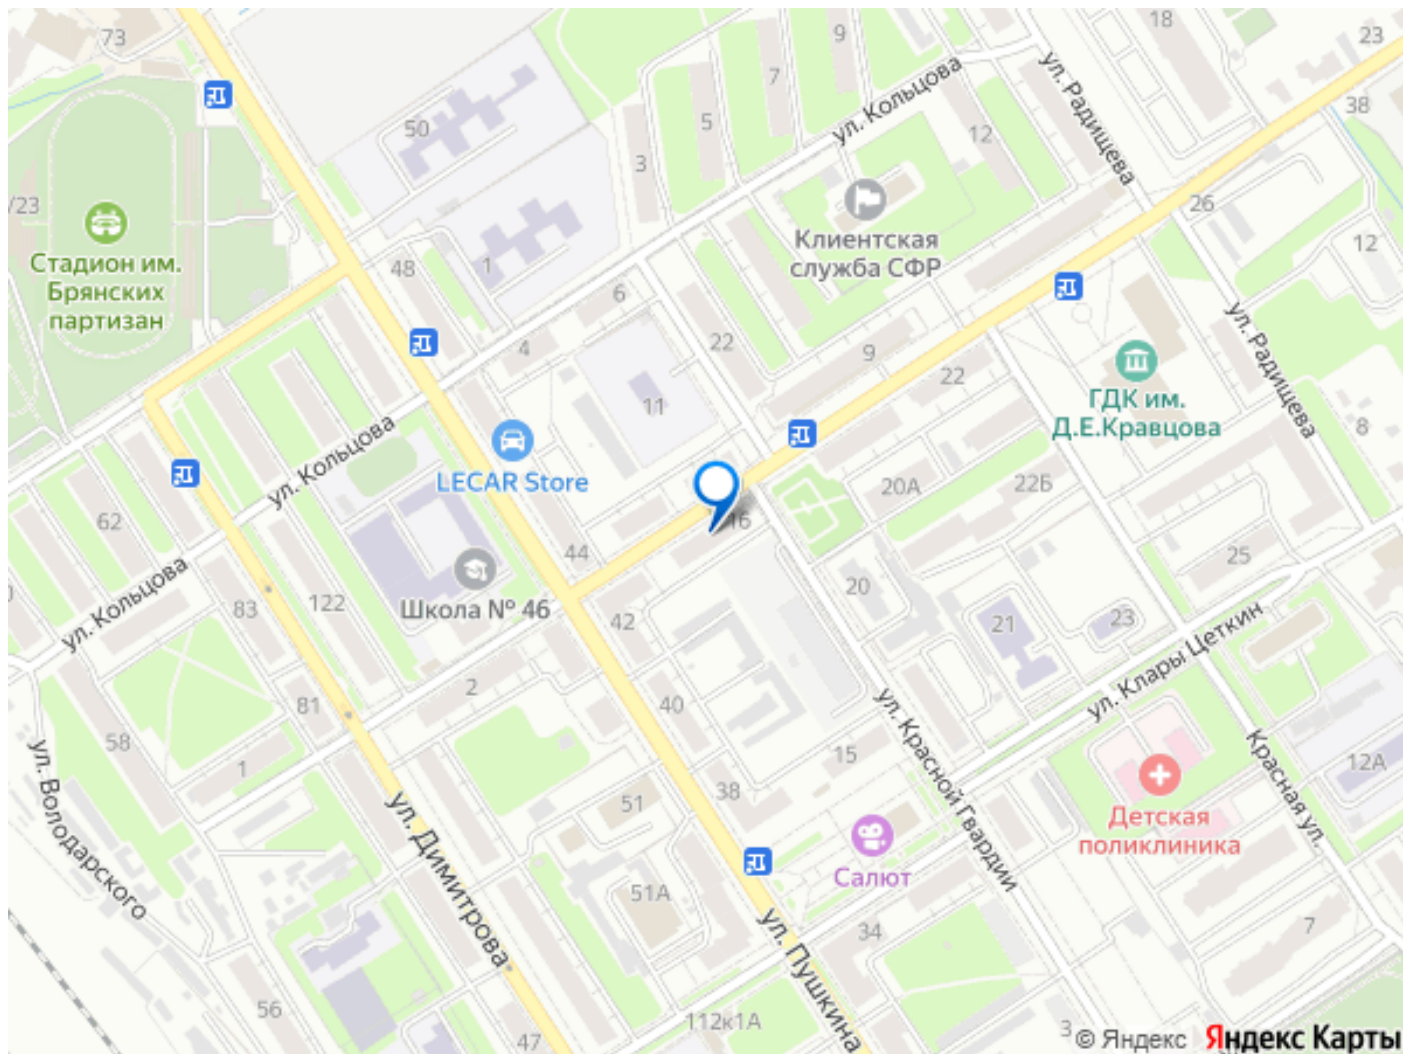 73
18
23
9
7
50
5
ул. Кольцова
ул. Радищева
38
12
3
/23
26
Клиентская
служба СФР
12
Стадион им.
Брянских
партизан
48
1
6
4
22
9
22
ул. Радищева
ГДК им.
Д.Е.Кравцова
11
8
ул. Кольцова
LECAR Store
20А
22Б
62
16
44
25
ул. Кольцова
83
122
Школа № 46
42
20
21
23
ул. Клары Цеткин
2
81
40
58
1
15
ул. Красной Гвардии
Красная ул.
12А
ул. Володарского
ул. Димитрова
51
38
Детская
поликлиника
Салют
51А
ул. Пушкина
34
7
56
47
112к1А
3
© Яндекс Яндекс Карты